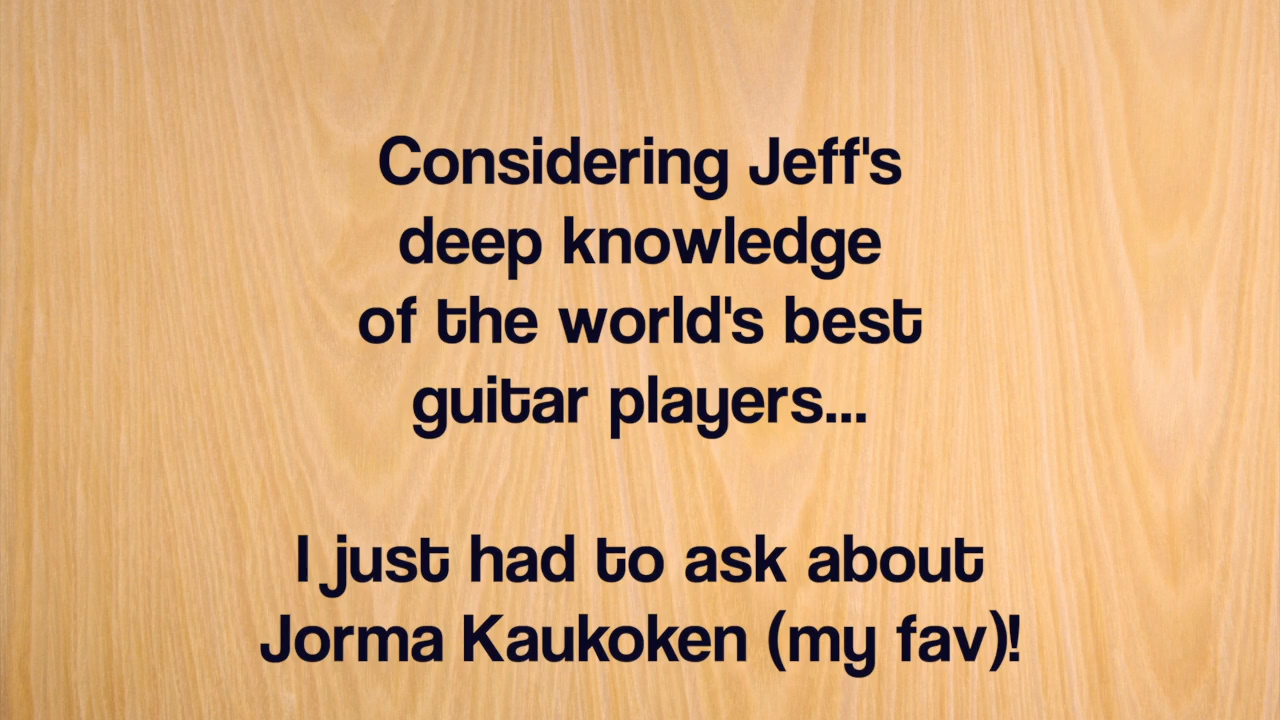 Considering Jeff's
deep knowledge
of the world's best
guitar players...
I just had to ask about
Jorma Kaukoken (my fav)!